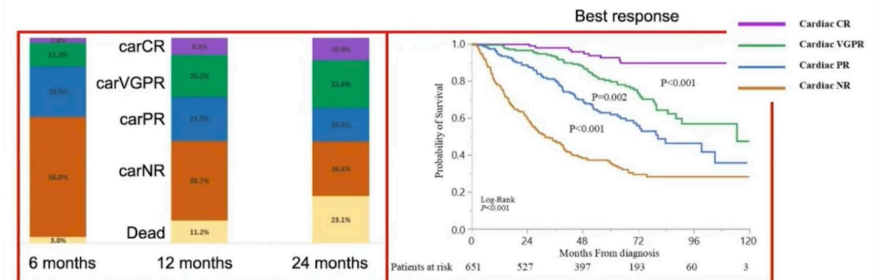 Best response
Cardiac CR
Cardiac VGPR
Cardiac PR
Cardiac NR
carCR
carVGPR
carPR
carNR
Dead
3.0%
11.2%
38.7%
23.1%
6 months
12 months
24 months
Probability of Survival
1.0
0.8
0.6
0.4
0.2
0.0
P<0.001
P=0.002
P<0.001
Log-Rank
P<0.001
0 24 48 72 96 120
Months From diagnosis
Patients at risk 651 527 397 193 60 3